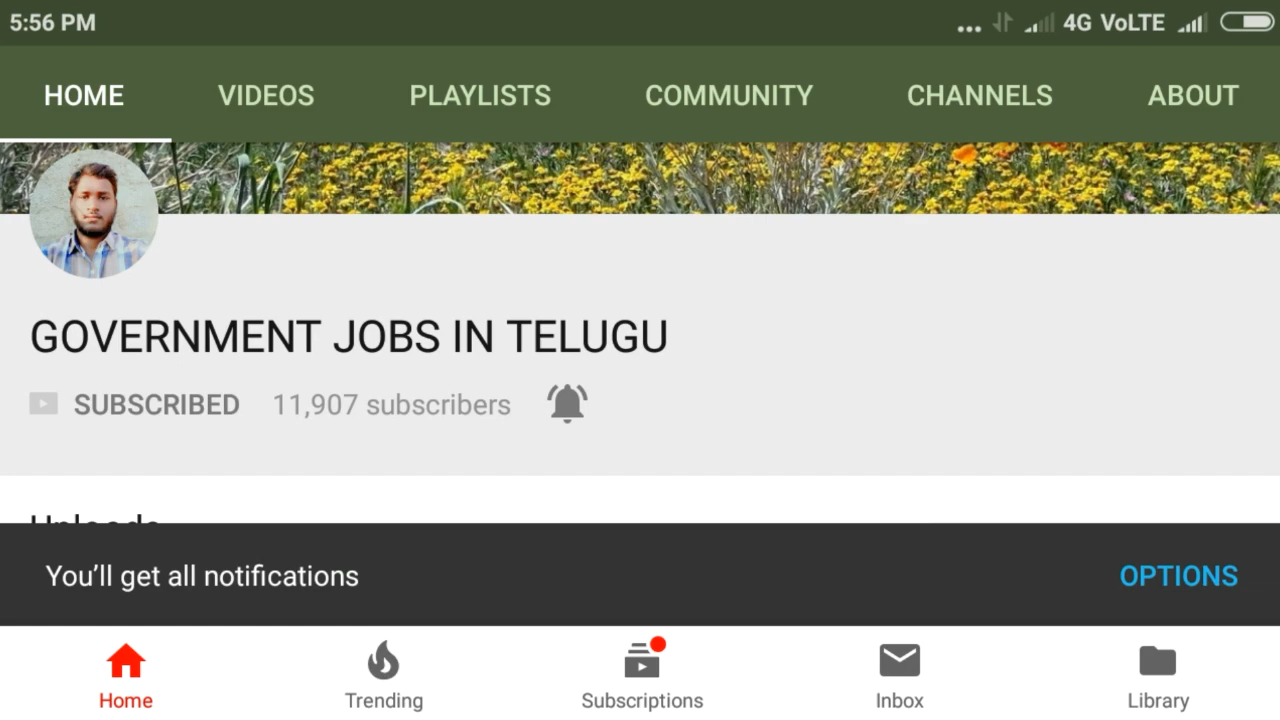 5:56 PM ... 4G VoLTE
HOME VIDEOS PLAYLISTS COMMUNITY CHANNELS ABOUT
GOVERNMENT JOBS IN TELUGU
SUBSCRIBED 11,907 subscribers
Uploads
You'll get all notifications OPTIONS
Home Trending Subscriptions Inbox Library